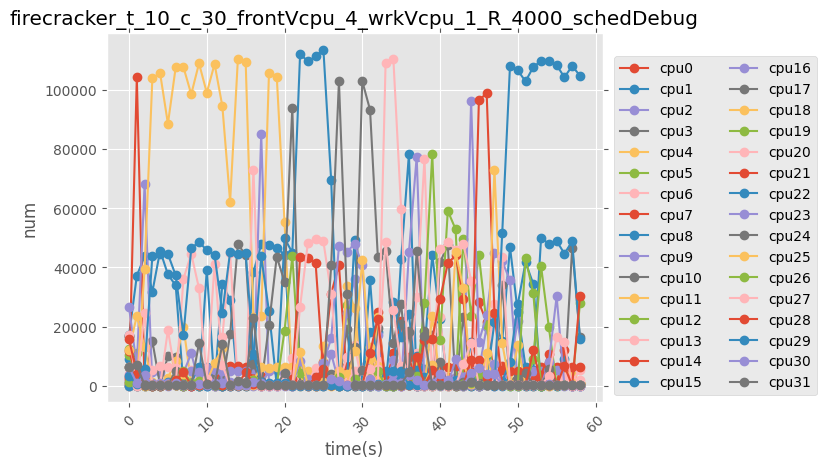 firecracker_t_10_c_30_frontVcpu_4_wrkVcpu_1_R_4000_schedDebug
num
100000
80000
60000
40000
20000
0
0
10
20
30
40
50
60
time(s)
cpu0
cpu1
cpu2
cpu3
cpu4
cpu5
cpu6
cpu7
cpu8
cpu9
cpu10
cpu11
cpu12
cpu13
cpu14
cpu15
cpu16
cpu17
cpu18
cpu19
cpu20
cpu21
cpu22
cpu23
cpu24
cpu25
cpu26
cpu27
cpu28
cpu29
cpu30
cpu31